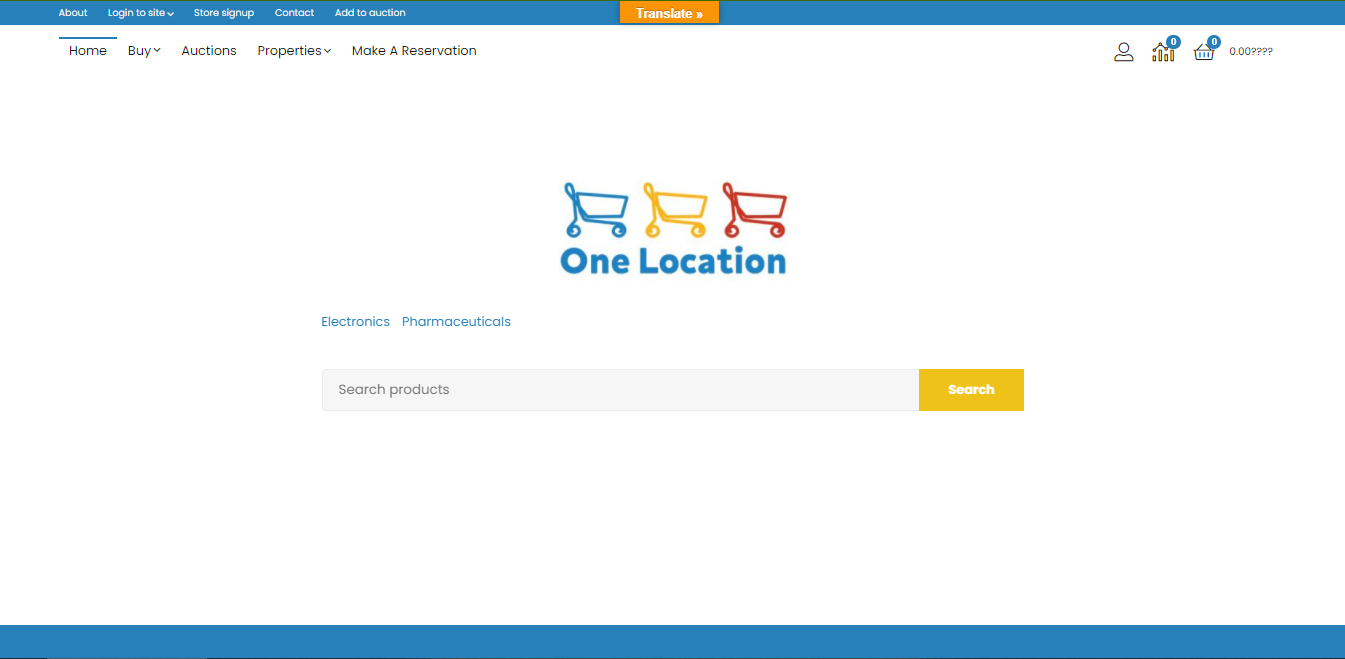 About Login to site Store signup Contact Add to auction Translate »
Home Buy Auctions Properties Make A Reservation 0 0 0.00????
One Location
Electronics Pharmaceuticals
Search products Search